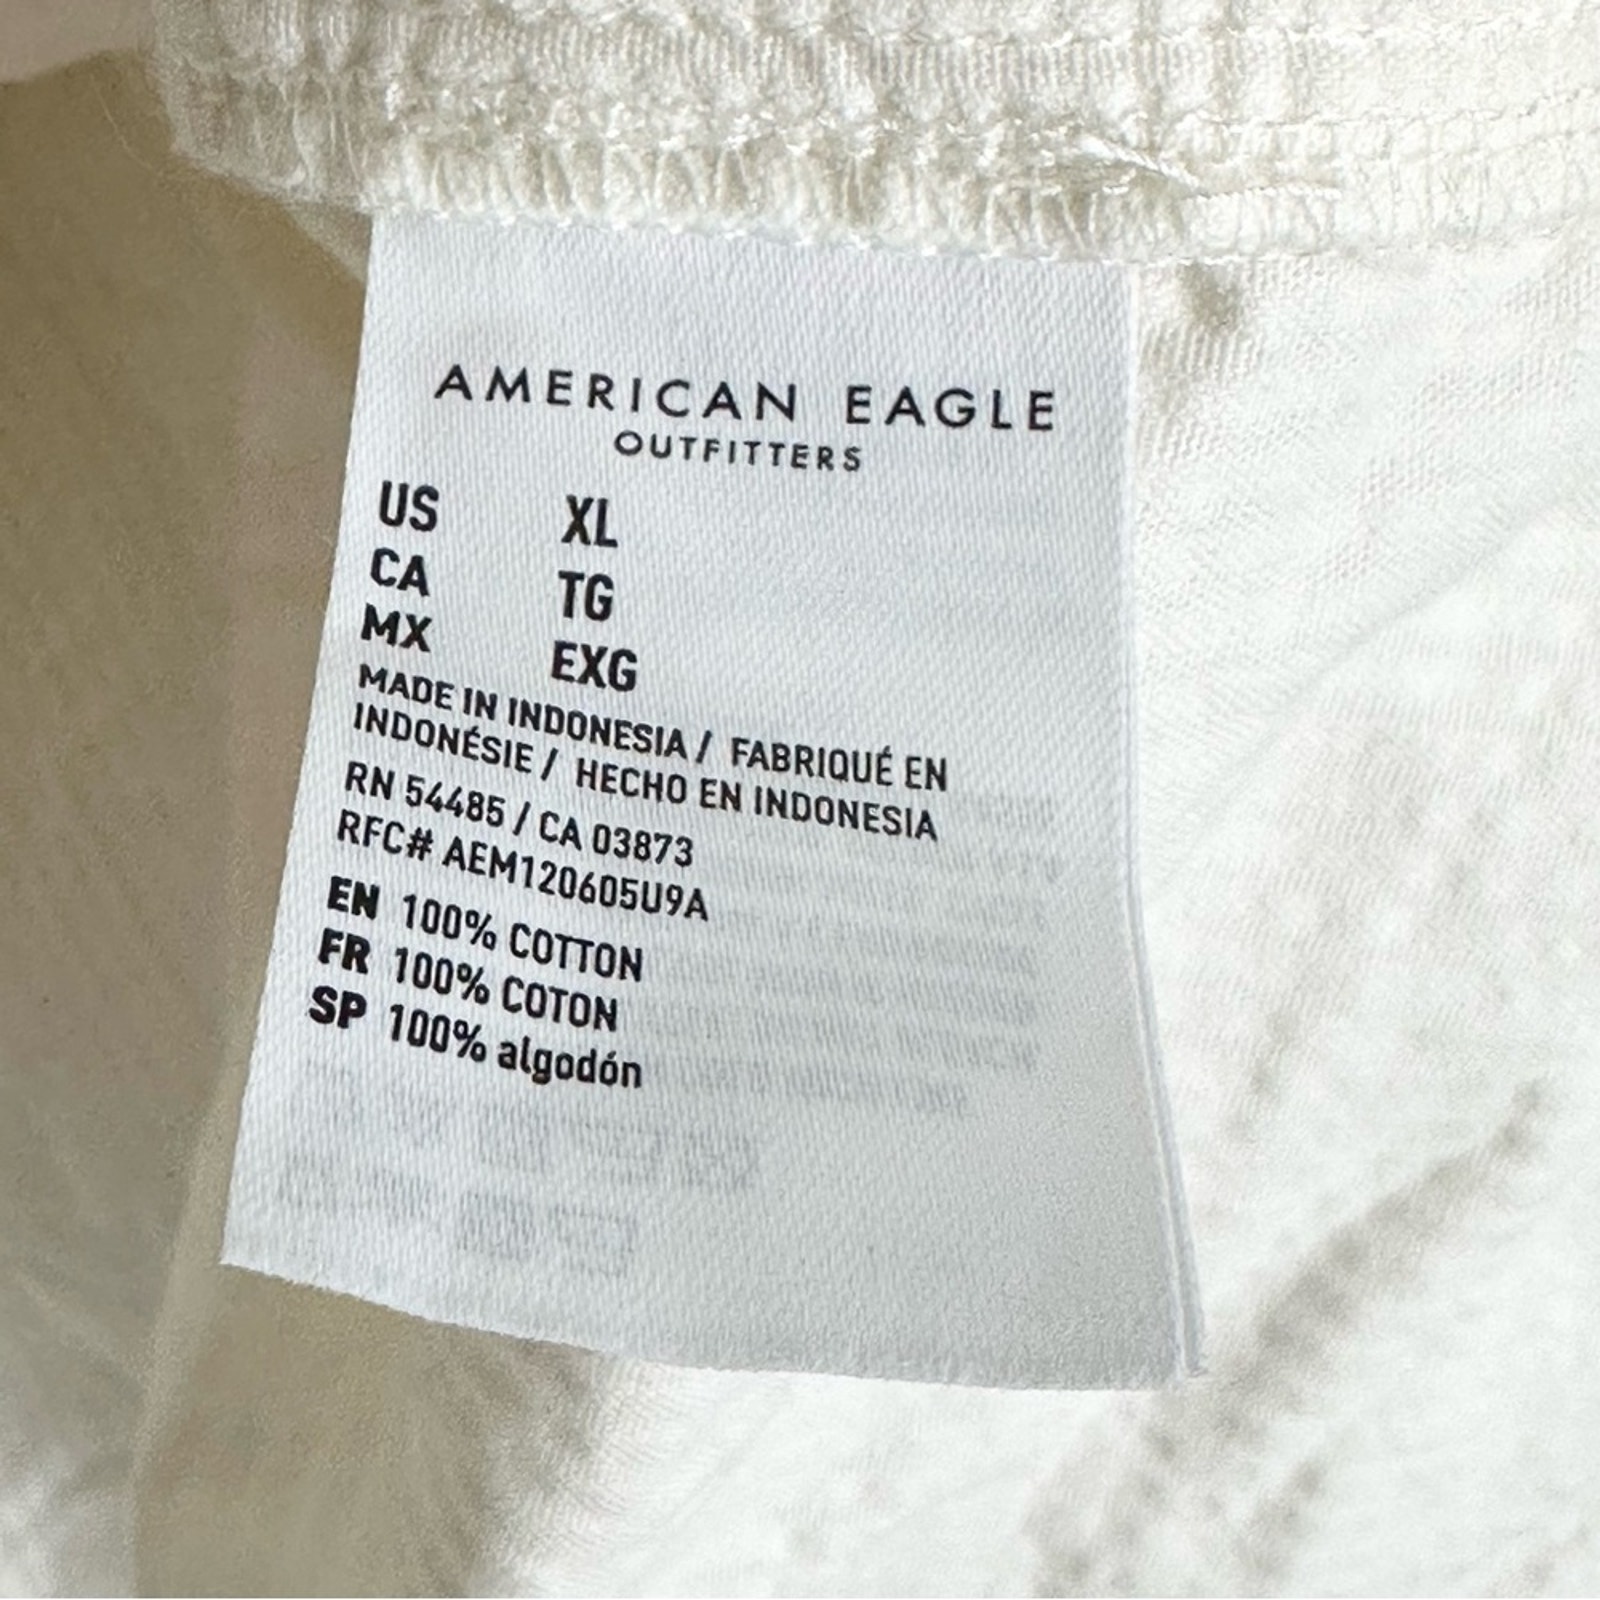 AMERICAN EAGLE
OUTFITTERS
US XL
CA TG
MX EXG
MADE IN INDONESIA / FABRIQUÉ EN
INDONÉSIE / HECHO EN INDONESIA
RN 54485 / CA 03873
RFC# AEM120605U9A
EN 100% COTTON
FR 100% COTON
SP 100% algodón